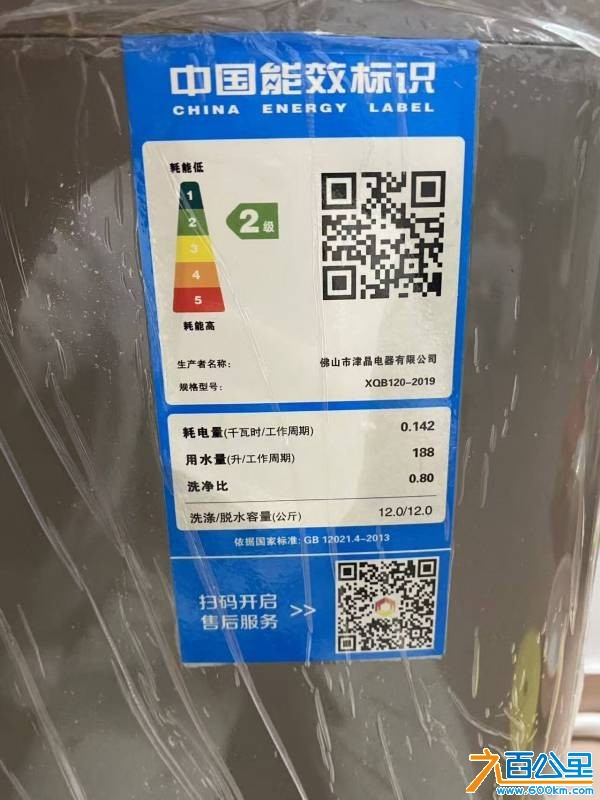 中国能效标识
CHINA ENERGY LABEL
耗能低
1
2
3
4
5
2级
耗能高
生产者名称: 佛山市津晶电器有限公司
规格型号: XQB120-2019
耗电量(千瓦时/工作周期) 0.142
用水量(升/工作周期) 188
洗净比 0.80
洗涤/脱水容量(公斤) 12.0/12.0
依据国家标准: GB 12021.4-2013
扫码开启
售后服务 >>
六百公里
www.600km.com